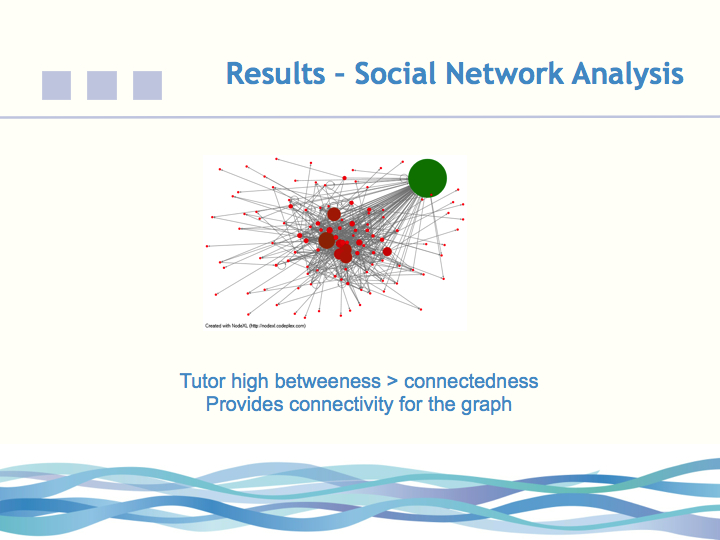 Results – Social Network Analysis
Created with NodeXL (http://nodexl.codeplex.com)
Tutor high betweeness > connectedness
Provides connectivity for the graph